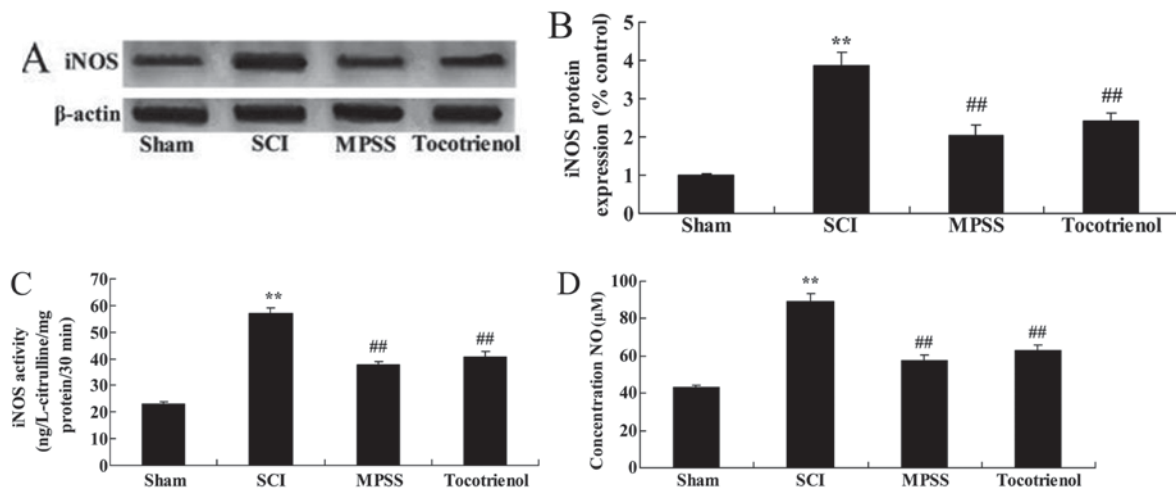 A
iNOS
β-actin
Sham SCI MPSS Tocotrienol
B
iNOS protein
expression (% control)
5
4
3
2
1
0
**
##
##
Sham SCI MPSS Tocotrienol
C
iNOS activity
(ng/L-citrulline/mg
protein/30 min)
70
60
50
40
30
20
10
0
**
##
##
Sham SCI MPSS Tocotrienol
D
Concentration NO (µM)
100
80
60
40
20
0
**
##
##
Sham SCI MPSS Tocotrienol